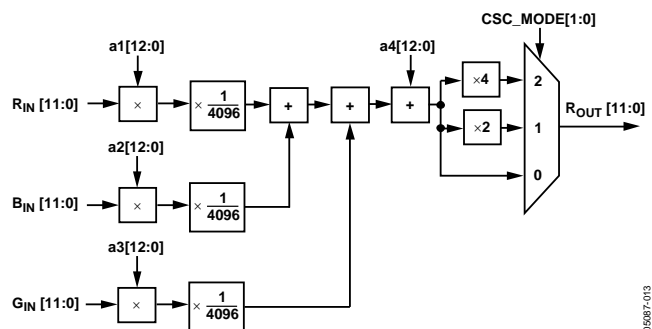 CSC_MODE[1:0]
a1[12:0]
a4[12:0]
R_IN [11:0]
×
× 1/4096
+
+
+
×4
2
×2
1
R_OUT [11:0]
0
a2[12:0]
B_IN [11:0]
×
× 1/4096
a3[12:0]
G_IN [11:0]
×
× 1/4096